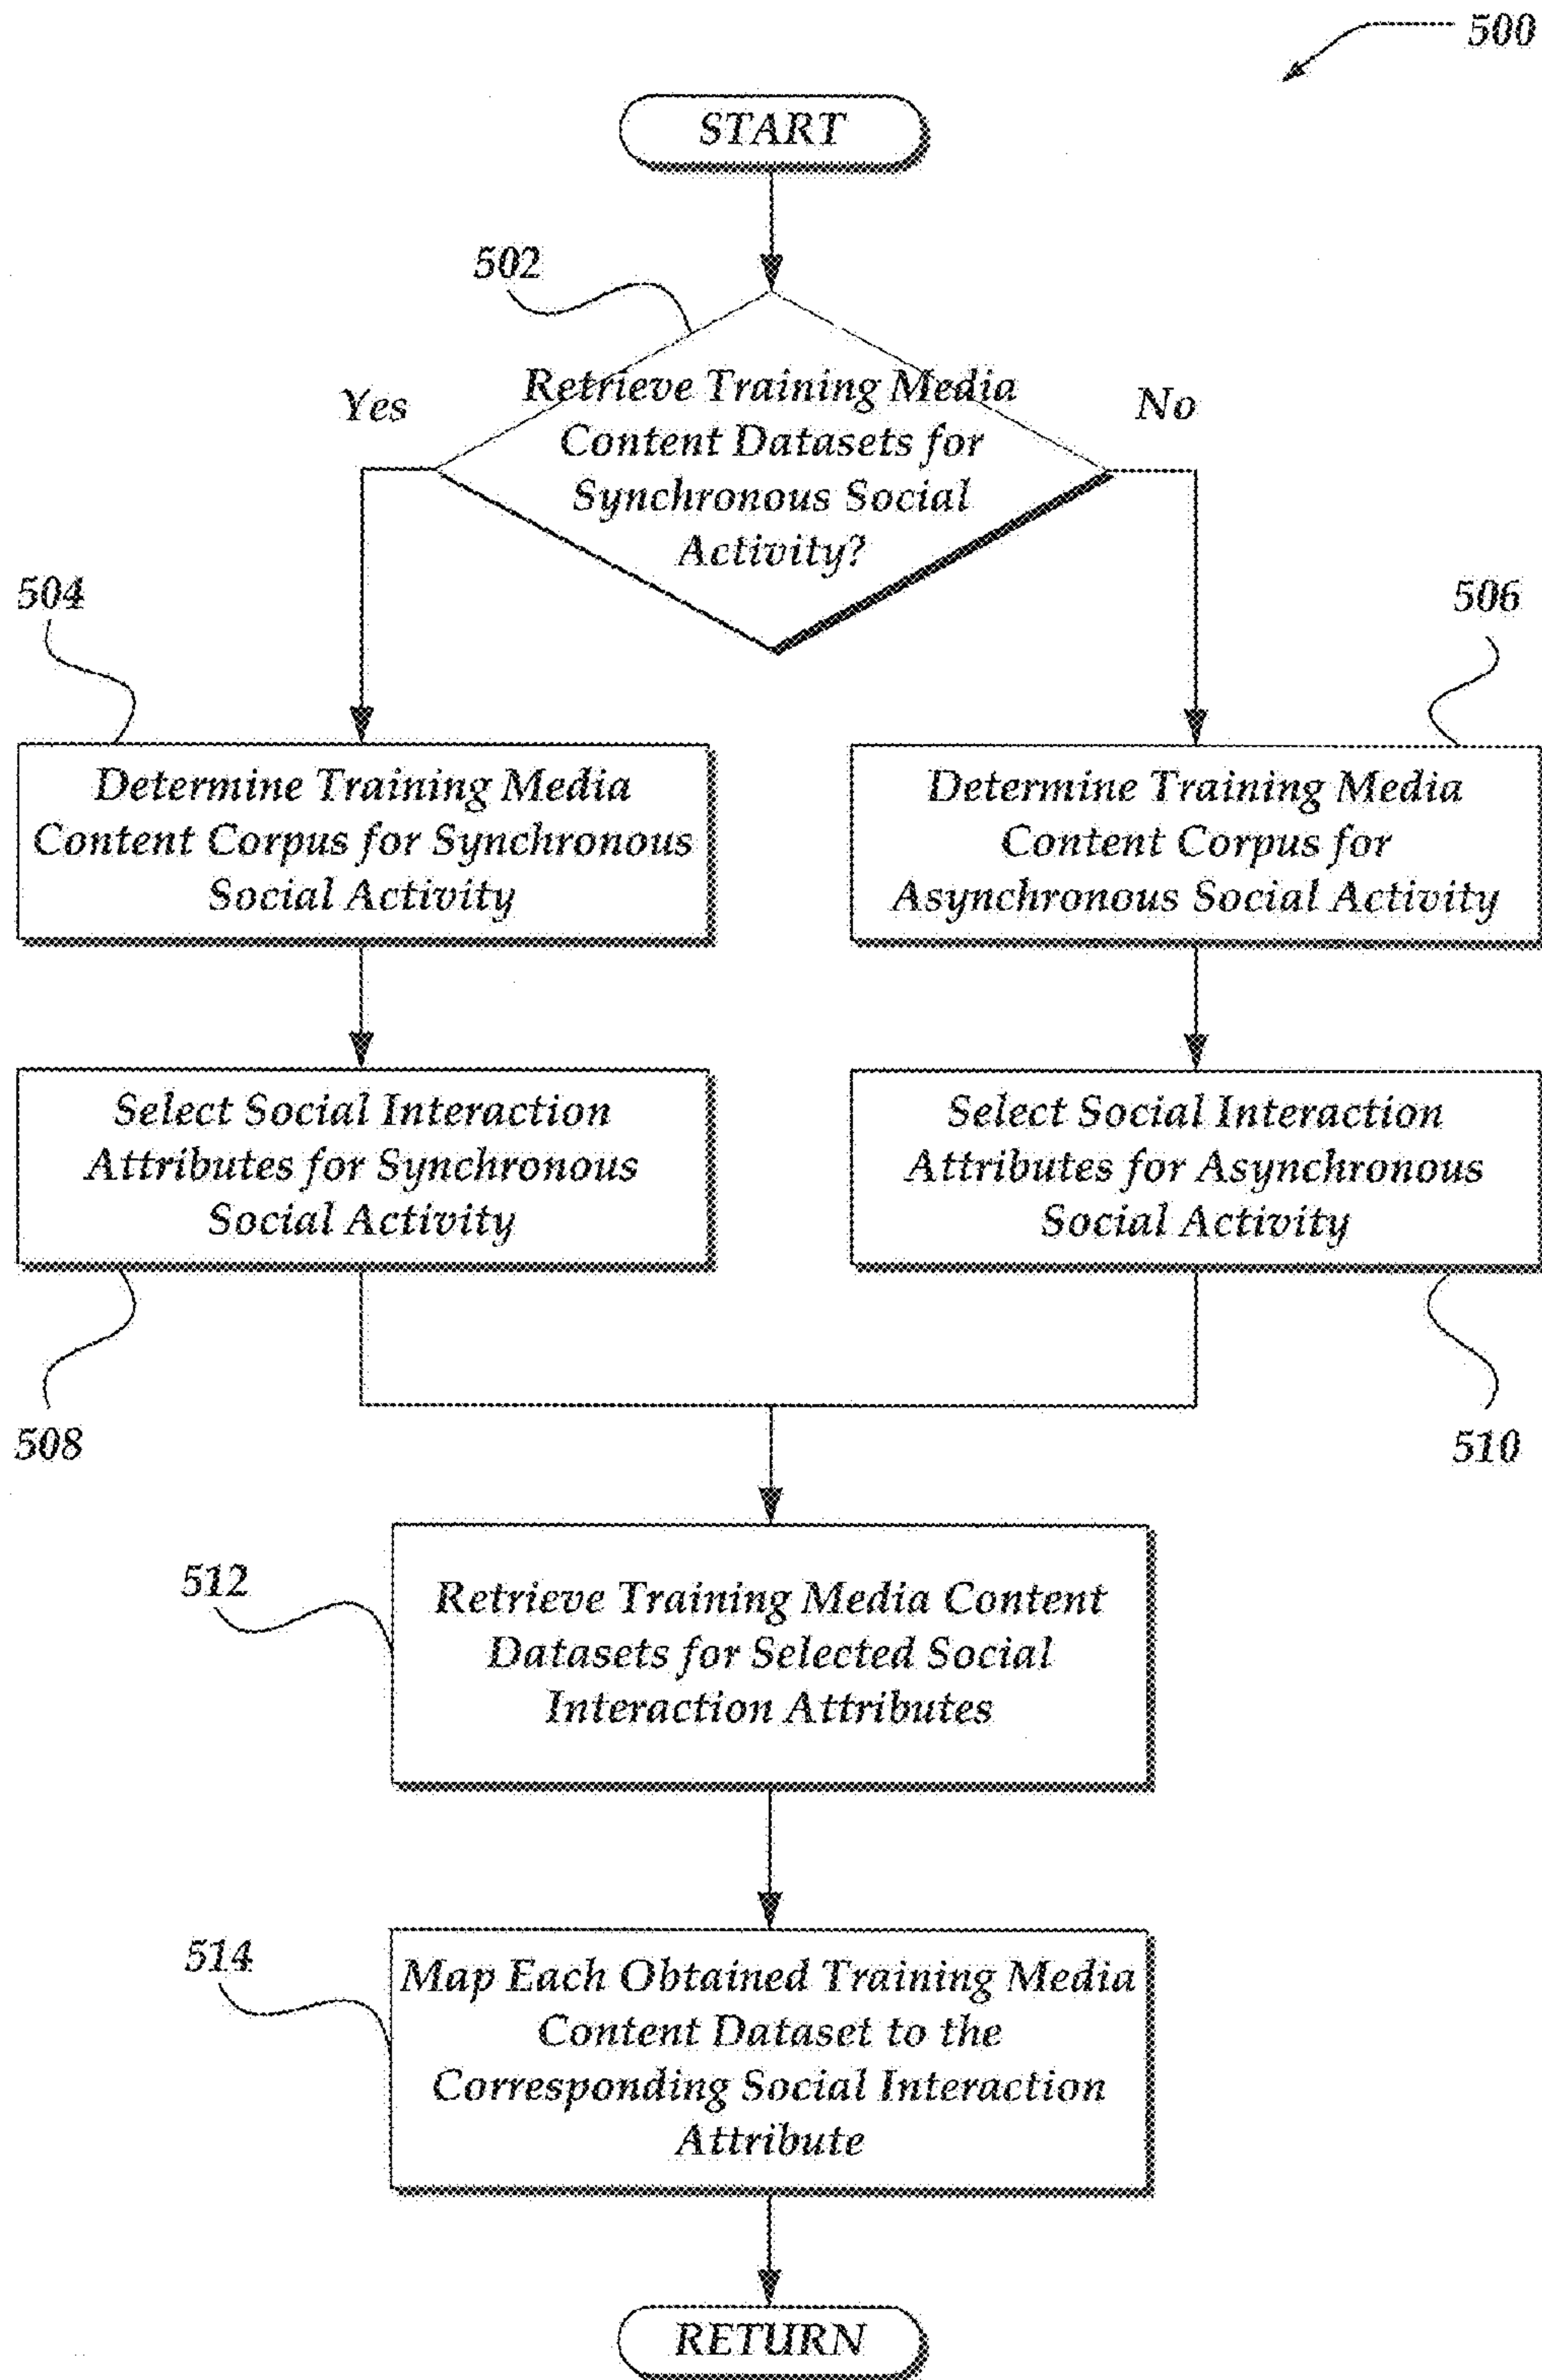 500
START
502
Retrieve Training Media
Content Datasets for
Synchronous Social
Activity?
Yes
No
504
506
Determine Training Media
Content Corpus for Synchronous
Social Activity
Determine Training Media
Content Corpus for
Asynchronous Social Activity
Select Social Interaction
Attributes for Synchronous
Social Activity
Select Social Interaction
Attributes for Asynchronous
Social Activity
508
510
512
Retrieve Training Media Content
Datasets for Selected Social
Interaction Attributes
514
Map Each Obtained Training Media
Content Dataset to the
Corresponding Social Interaction
Attribute
RETURN